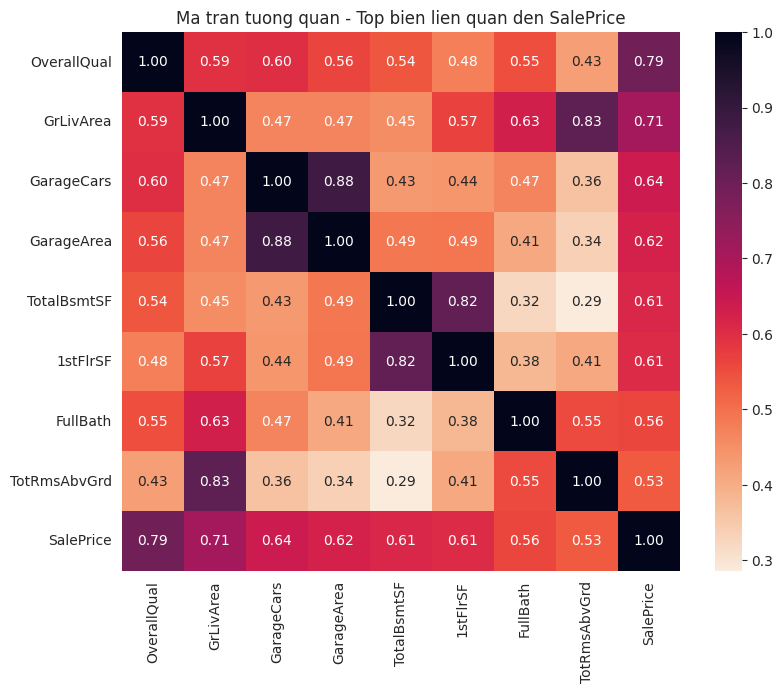 Ma tran tuong quan - Top bien lien quan den SalePrice
OverallQual 1.00 0.59 0.60 0.56 0.54 0.48 0.55 0.43 0.79
GrLivArea 0.59 1.00 0.47 0.47 0.45 0.57 0.63 0.83 0.71
GarageCars 0.60 0.47 1.00 0.88 0.43 0.44 0.47 0.36 0.64
GarageArea 0.56 0.47 0.88 1.00 0.49 0.49 0.41 0.34 0.62
TotalBsmtSF 0.54 0.45 0.43 0.49 1.00 0.82 0.32 0.29 0.61
1stFlrSF 0.48 0.57 0.44 0.49 0.82 1.00 0.38 0.41 0.61
FullBath 0.55 0.63 0.47 0.41 0.32 0.38 1.00 0.55 0.56
TotRmsAbvGrd 0.43 0.83 0.36 0.34 0.29 0.41 0.55 1.00 0.53
SalePrice 0.79 0.71 0.64 0.62 0.61 0.61 0.56 0.53 1.00
OverallQual
GrLivArea
GarageCars
GarageArea
TotalBsmtSF
1stFlrSF
FullBath
TotRmsAbvGrd
SalePrice
1.0
0.9
0.8
0.7
0.6
0.5
0.4
0.3